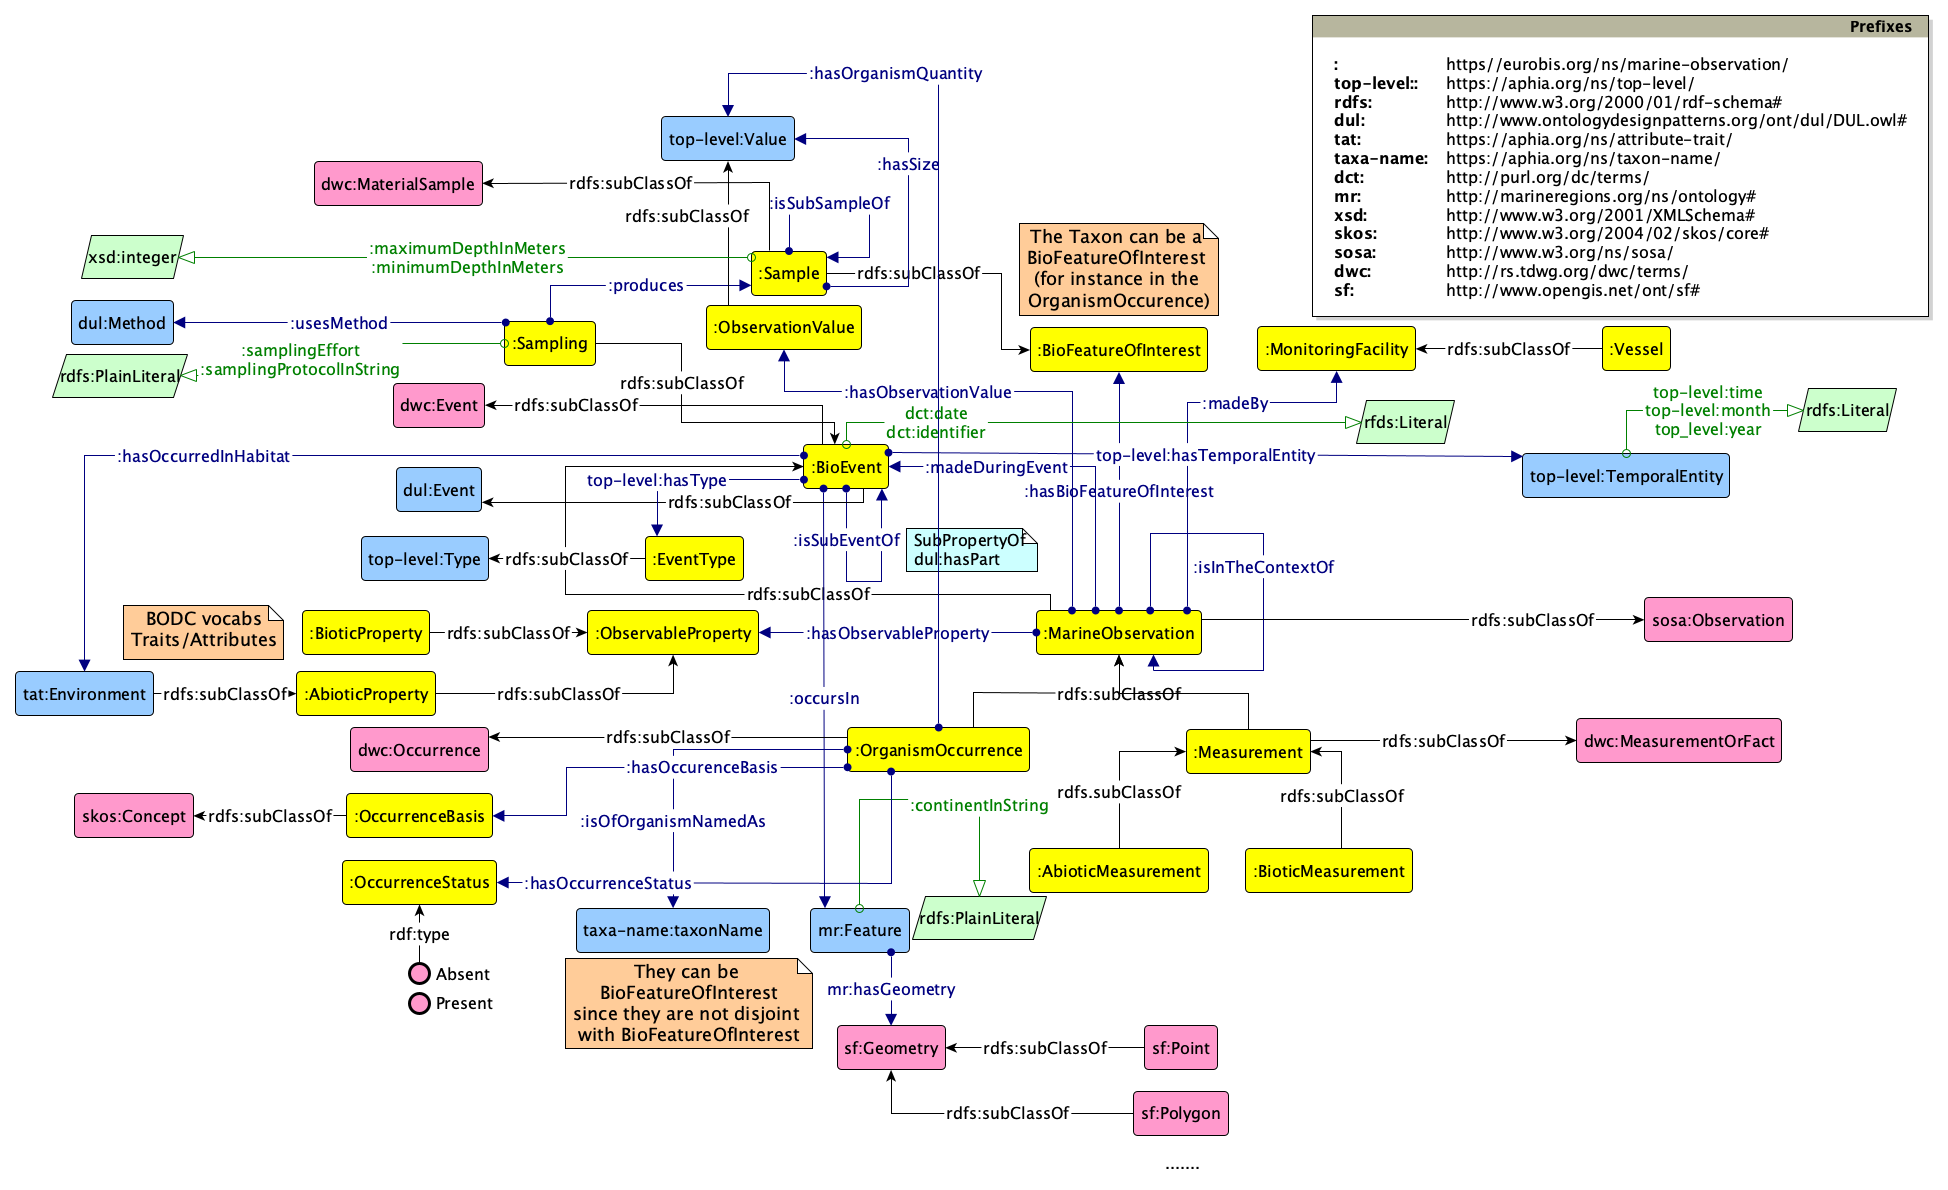 Prefixes
: https//eurobis.org/ns/marine-observation/
top-level:: https://aphia.org/ns/top-level/
rdfs: http://www.w3.org/2000/01/rdf-schema#
dul: http://www.ontologydesignpatterns.org/ont/dul/DUL.owl#
tat: https://aphia.org/ns/attribute-trait/
taxa-name: https://aphia.org/ns/taxon-name/
dct: http://purl.org/dc/terms/
mr: http://marineregions.org/ns/ontology#
xsd: http://www.w3.org/2001/XMLSchema#
skos: http://www.w3.org/2004/02/skos/core#
sosa: http://www.w3.org/ns/sosa/
dwc: http://rs.tdwg.org/dwc/terms/
sf: http://www.opengis.net/ont/sf#
:hasOrganismQuantity
top-level:Value
:hasSize
dwc:MaterialSample
rdfs:subClassOf
:isSubSampleOf
rdfs:subClassOf
:maximumDepthInMeters
:minimumDepthInMeters
xsd:integer
:Sample
rdfs:subClassOf
The Taxon can be a
BioFeatureOfInterest
(for instance in the
OrganismOccurence)
:produces
dul:Method
:usesMethod
:Sampling
:ObservationValue
:BioFeatureOfInterest
:MonitoringFacility
rdfs:subClassOf
:Vessel
:samplingEffort
:samplingProtocolInString
rdfs:PlainLiteral
rdfs:subClassOf
:hasObservationValue
dwc:Event
rdfs:subClassOf
dct:date
dct:identifier
:madeBy
rfds:Literal
top-level:time
top-level:month
top_level:year
rdfs:Literal
:hasOccurredInHabitat
:BioEvent
top-level:hasTemporalEntity
:madeDuringEvent
top-level:TemporalEntity
top-level:hasType
dul:Event
rdfs:subClassOf
:hasBioFeatureOfInterest
:isSubEventOf
SubPropertyOf
dul:hasPart
top-level:Type
rdfs:subClassOf
:EventType
:isInTheContextOf
rdfs:subClassOf
BODC vocabs
Traits/Attributes
:BioticProperty
rdfs:subClassOf
:ObservableProperty
:hasObservableProperty
:MarineObservation
rdfs:subClassOf
sosa:Observation
tat:Environment
rdfs:subClassOf
:AbioticProperty
rdfs:subClassOf
:occursIn
rdfs:subClassOf
dwc:Occurrence
rdfs:subClassOf
:OrganismOccurrence
:Measurement
rdfs:subClassOf
dwc:MeasurementOrFact
:hasOccurenceBasis
rdfs.subClassOf
rdfs:subClassOf
skos:Concept
rdfs:subClassOf
:OccurrenceBasis
:isOfOrganismNamedAs
:continentInString
:OccurrenceStatus
:hasOccurrenceStatus
:AbioticMeasurement
:BioticMeasurement
rdf:type
taxa-name:taxonName
mr:Feature
rdfs:PlainLiteral
Absent
Present
They can be
BioFeatureOfInterest
since they are not disjoint
with BioFeatureOfInterest
mr:hasGeometry
sf:Geometry
rdfs:subClassOf
sf:Point
rdfs:subClassOf
sf:Polygon
.......